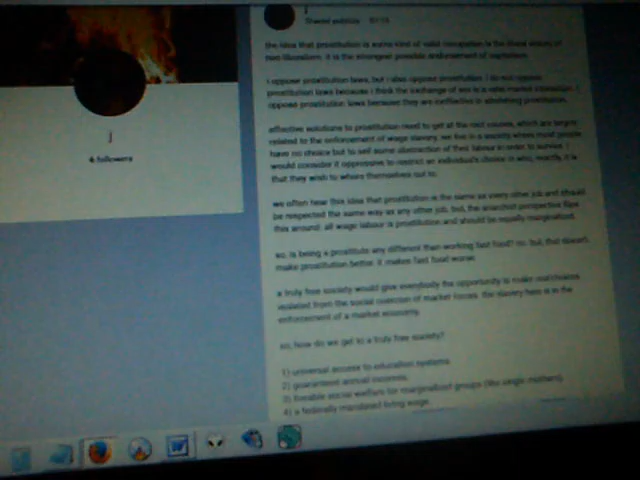 j
Shared publicly
the idea that prostitution is some kind of valid occupation is the
neo-liberalism. it is the strongest possible endorsement of capitalism.
i oppose prostitution laws, but i also oppose prostitution. i do not oppose
prostitution laws because i think the exchange of sex is a valid market transaction. i
oppose prostitution laws because they are ineffective in abolishing prostitution.
effective solutions to prostitution need to get at the root causes, which are largely
related to the enforcement of wage slavery. we live in a society where most people
have no choice but to sell some abstraction of their labour in order to survive. i
would consider it oppressive to restrict an individual's choice in who, exactly, it is
that they wish to whore themselves out to.
we often hear this idea that prostitution is the same as every other job and should
be respected the same way as any other job. but, the anarchist perspective flips
this around: all wage labour is prostitution and should be equally marginalized.
so, is being a prostitute any different than working fast food? no. but, that doesn't
make prostitution better. it makes fast food worse.
a truly free society would give everybody the opportunity to make real choices
isolated from the social coercion of market forces. the slavery here is in the
enforcement of a market economy.
so, how do we get to a truly free society?
1) universal access to education systems.
2) guaranteed annual incomes.
3) liveable social welfare for marginalized groups (like single mothers).
4) a federally mandated living wage.
j
followers